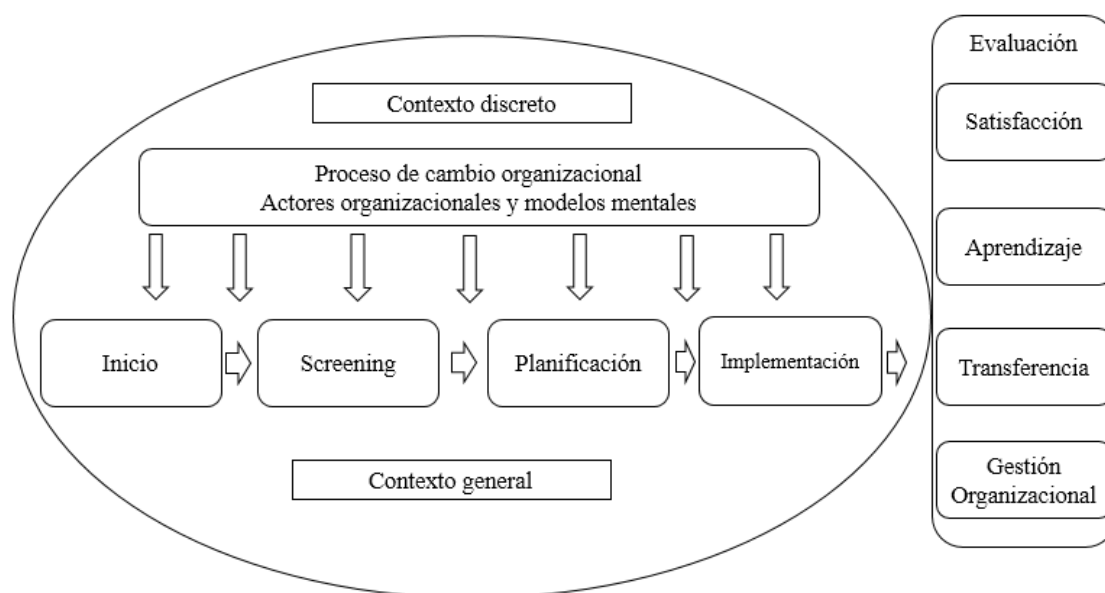 Contexto discreto
Proceso de cambio organizacional
Actores organizacionales y modelos mentales
Inicio
Screening
Planificación
Implementación
Contexto general
Evaluación
Satisfacción
Aprendizaje
Transferencia
Gestión
Organizacional